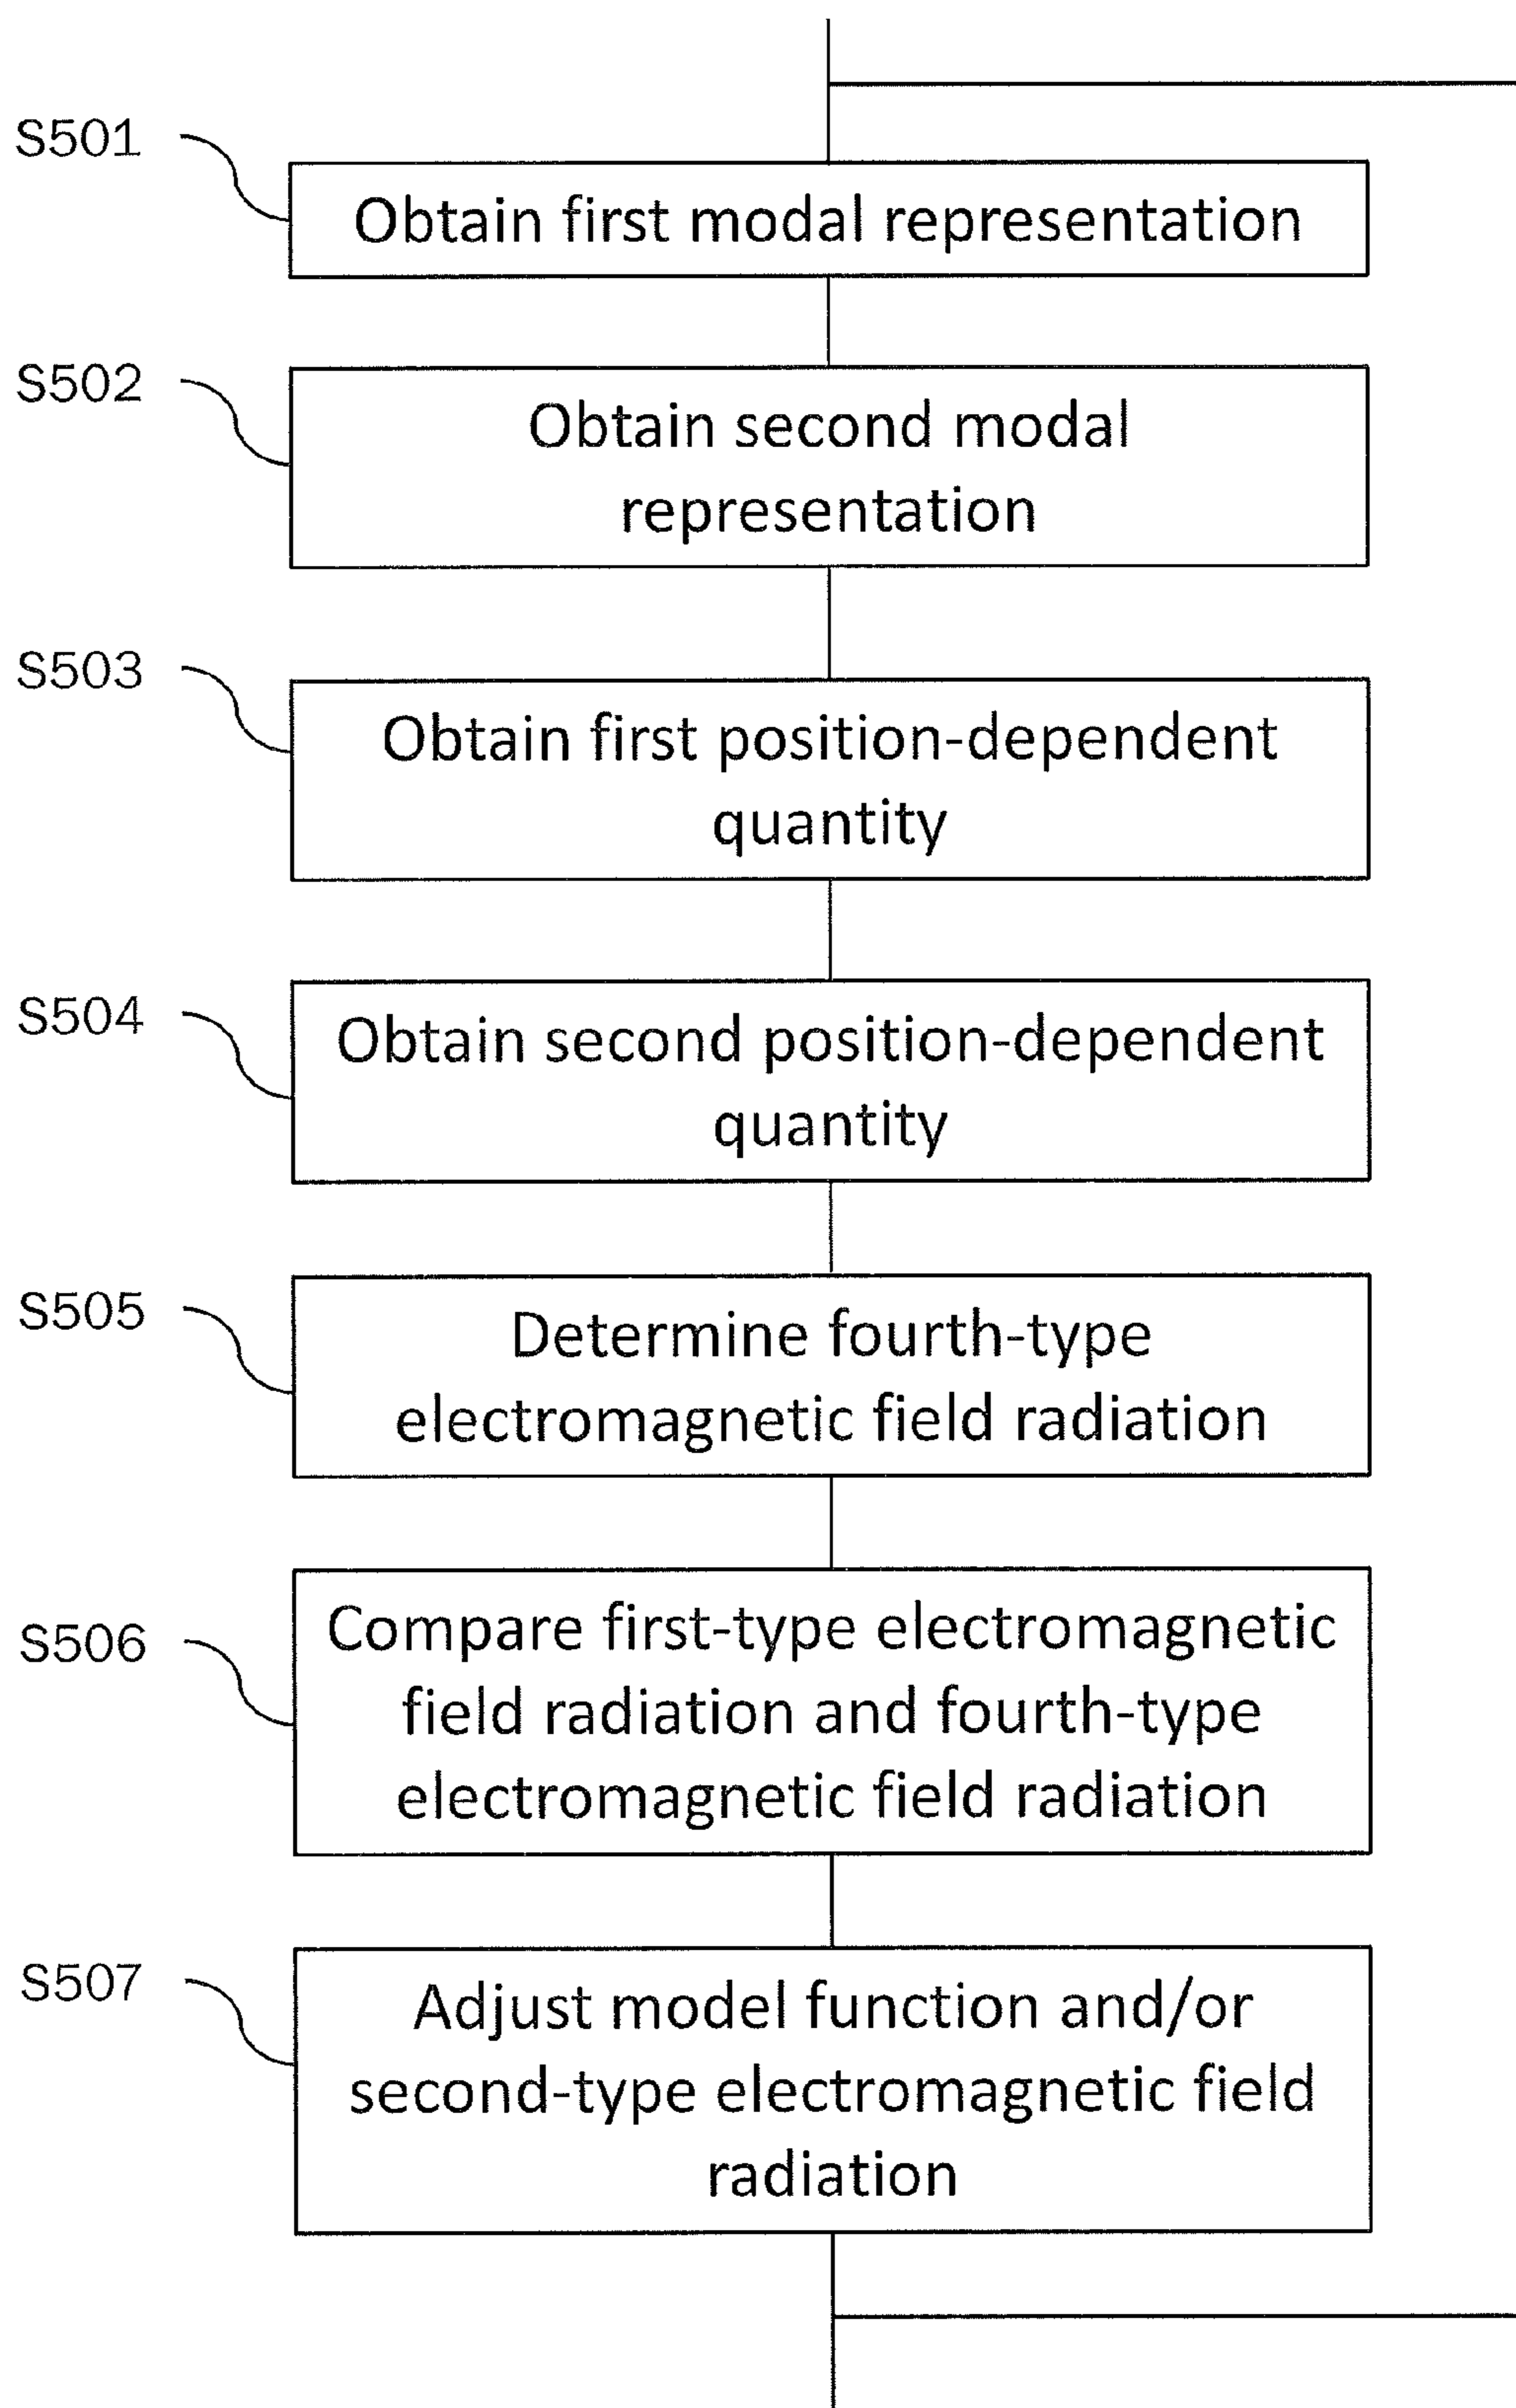 S501
Obtain first modal representation
S502
Obtain second modal
representation
S503
Obtain first position-dependent
quantity
S504
Obtain second position-dependent
quantity
S505
Determine fourth-type
electromagnetic field radiation
S506
Compare first-type electromagnetic
field radiation and fourth-type
electromagnetic field radiation
S507
Adjust model function and/or
second-type electromagnetic field
radiation